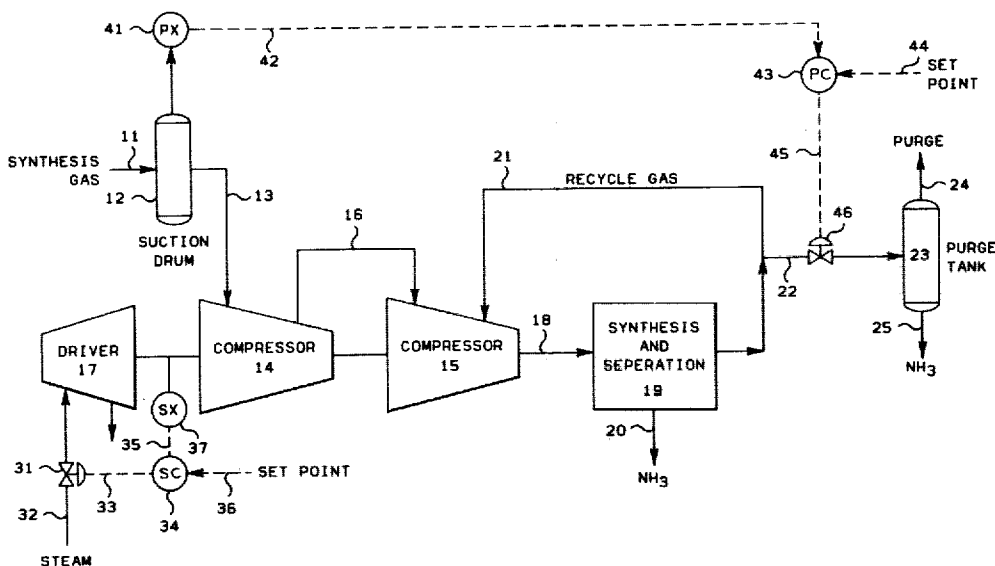 41
PX
42
44
43
PC
SET
POINT
11
SYNTHESIS
GAS
12
13
SUCTION
DRUM
45
21
RECYCLE GAS
PURGE
24
16
46
23
PURGE
TANK
22
25
NH3
DRIVER
17
COMPRESSOR
14
COMPRESSOR
15
18
SYNTHESIS
AND
SEPERATION
19
20
NH3
SX
35
37
31
SC
SET POINT
33
34
36
32
STEAM